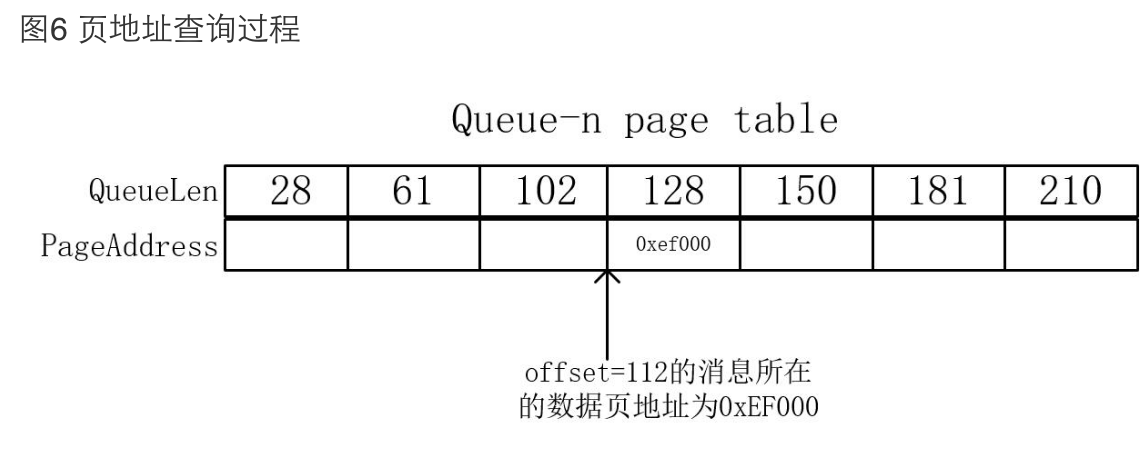 图6 页地址查询过程
Queue-n page table
QueueLen 28 61 102 128 150 181 210
PageAddress 0xef000
offset=112的消息所在
的数据页地址为0xEF000